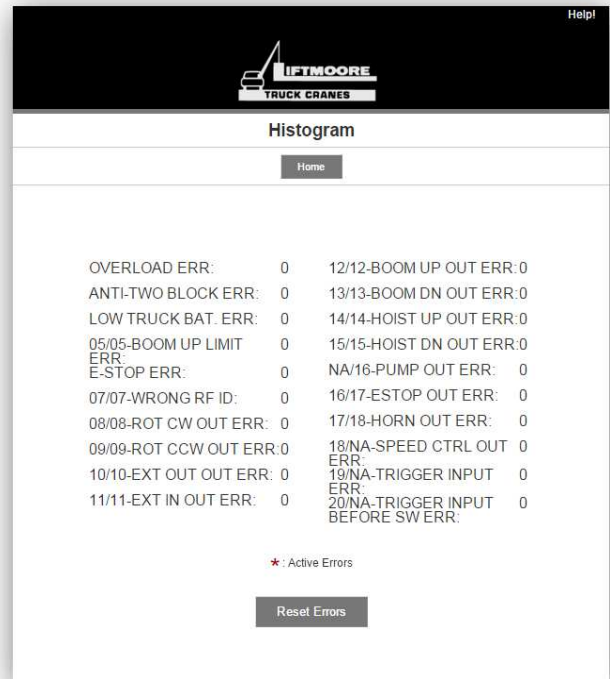 Help!
LIFTMOORE
TRUCK CRANES
Histogram
Home
OVERLOAD ERR: 0
ANTI-TWO BLOCK ERR: 0
LOW TRUCK BAT. ERR: 0
05/05-BOOM UP LIMIT 0
ERR:
E-STOP ERR: 0
07/07-WRONG RF ID: 0
08/08-ROT CW OUT ERR: 0
09/09-ROT CCW OUT ERR:0
10/10-EXT OUT OUT ERR: 0
11/11-EXT IN OUT ERR: 0
12/12-BOOM UP OUT ERR:0
13/13-BOOM DN OUT ERR:0
14/14-HOIST UP OUT ERR:0
15/15-HOIST DN OUT ERR:0
NA/16-PUMP OUT ERR: 0
16/17-ESTOP OUT ERR: 0
17/18-HORN OUT ERR: 0
18/NA-SPEED CTRL OUT 0
ERR:
19/NA-TRIGGER INPUT 0
ERR:
20/NA-TRIGGER INPUT 0
BEFORE SW ERR:
* : Active Errors
Reset Errors